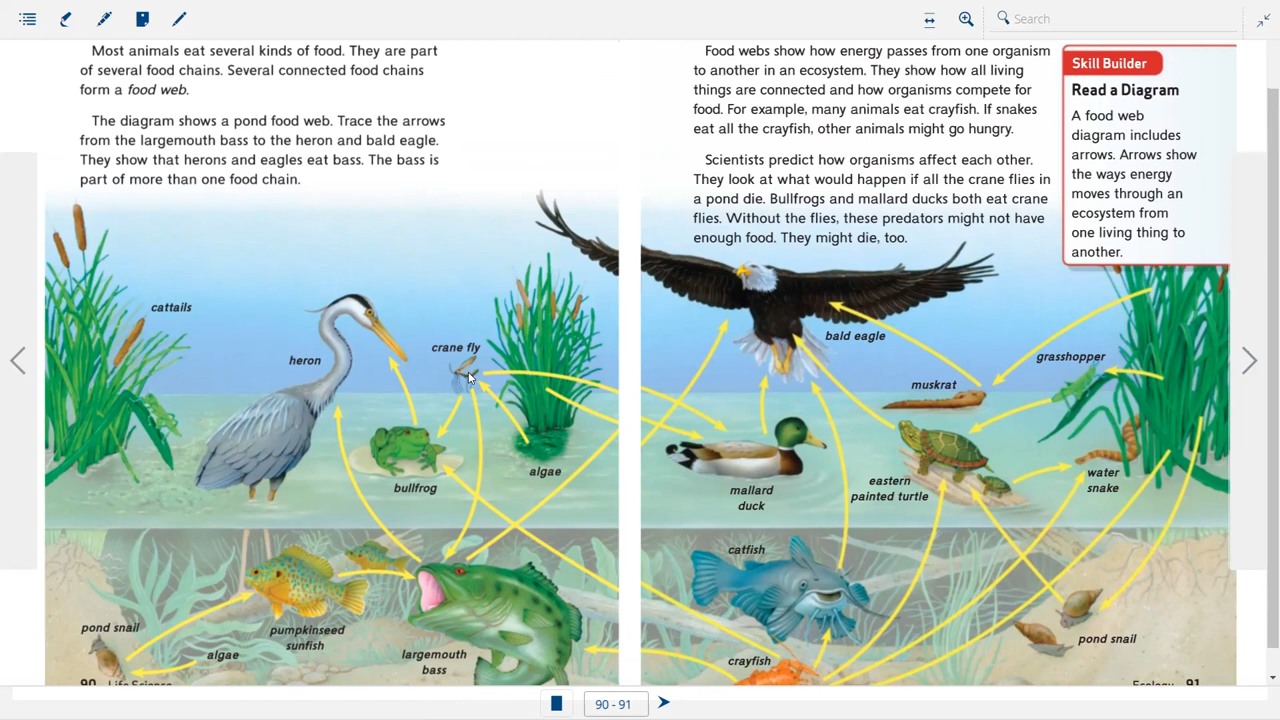 Search
Most animals eat several kinds of food. They are part
of several food chains. Several connected food chains
form a food web.
The diagram shows a pond food web. Trace the arrows
from the largemouth bass to the heron and bald eagle.
They show that herons and eagles eat bass. The bass is
part of more than one food chain.
Food webs show how energy passes from one organism
to another in an ecosystem. They show how all living
things are connected and how organisms compete for
food. For example, many animals eat crayfish. If snakes
eat all the crayfish, other animals might go hungry.
Scientists predict how organisms affect each other.
They look at what would happen if all the crane flies in
a pond die. Bullfrogs and mallard ducks both eat crane
flies. Without the flies, these predators might not have
enough food. They might die, too.
Skill Builder
Read a Diagram
A food web
diagram includes
arrows. Arrows show
the ways energy
moves through an
ecosystem from
one living thing to
another.
cattails
heron
crane fly
bullfrog
algae
pond snail
algae
pumpkinseed
sunfish
largemouth
bass
bald eagle
muskrat
grasshopper
mallard
duck
eastern
painted turtle
water
snake
catfish
crayfish
pond snail
90 Life Science
Ecology 91
90 - 91